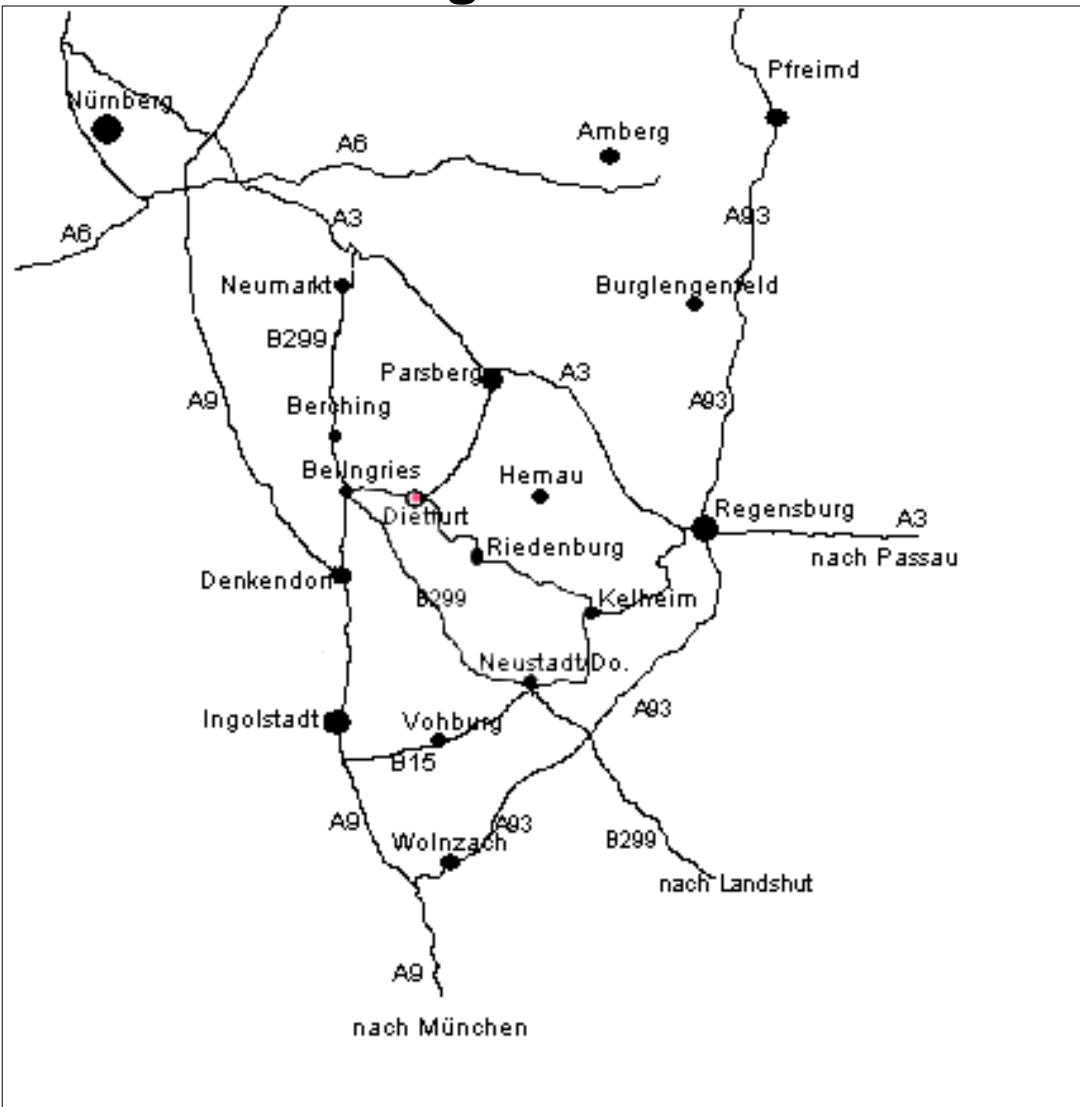 Pfreimd
Nürnberg
Amberg
A6
A93
A3
A6
Neumarkt
Burglengenfeld
B299
Parsberg
A3
A9
A93
Berching
Beilngries
Hemau
Dietfurt
Regensburg
A3
nach Passau
Riedenburg
Denkendorf
B299
Kelheim
Neustadt/Do.
A93
Ingolstadt
Vohburg
B15
A9
A93
Wolnzach
B299
nach Landshut
A9
nach München